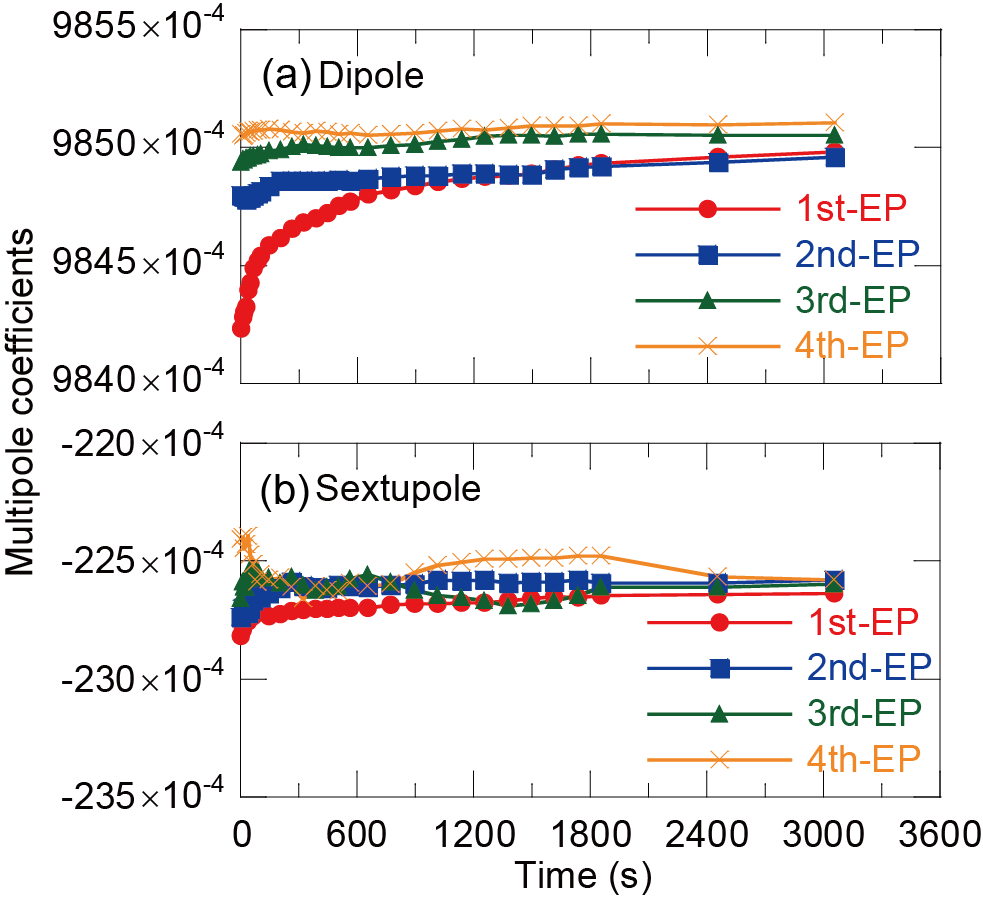 Multipole coefficients
9855×10⁻⁴
(a) Dipole
9850×10⁻⁴
9845×10⁻⁴
9840×10⁻⁴
1st-EP
2nd-EP
3rd-EP
4th-EP
-220×10⁻⁴
(b) Sextupole
-225×10⁻⁴
-230×10⁻⁴
-235×10⁻⁴
1st-EP
2nd-EP
3rd-EP
4th-EP
0 600 1200 1800 2400 3000 3600
Time (s)